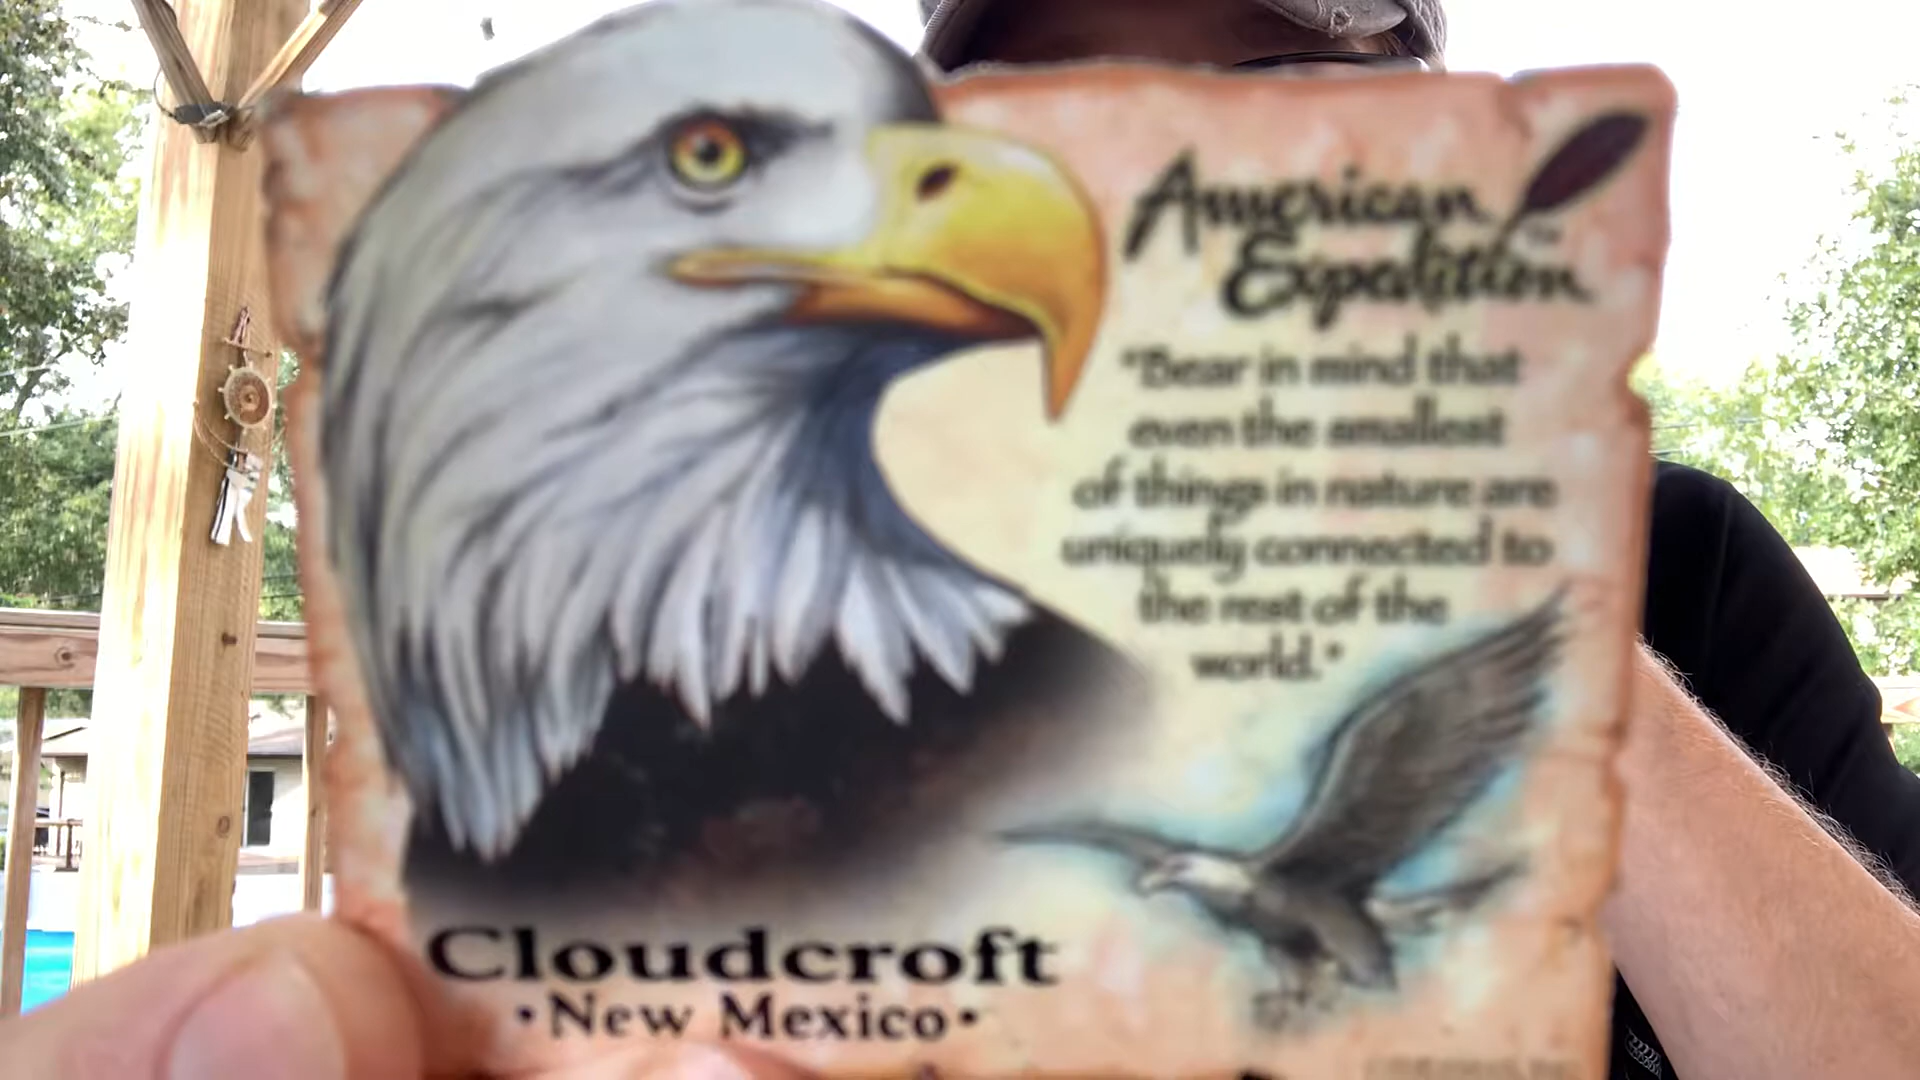 American
Expedition
"Bear in mind that
even the smallest
of things in nature are
uniquely connected to
the rest of the
world."
Cloudcroft
•New Mexico•